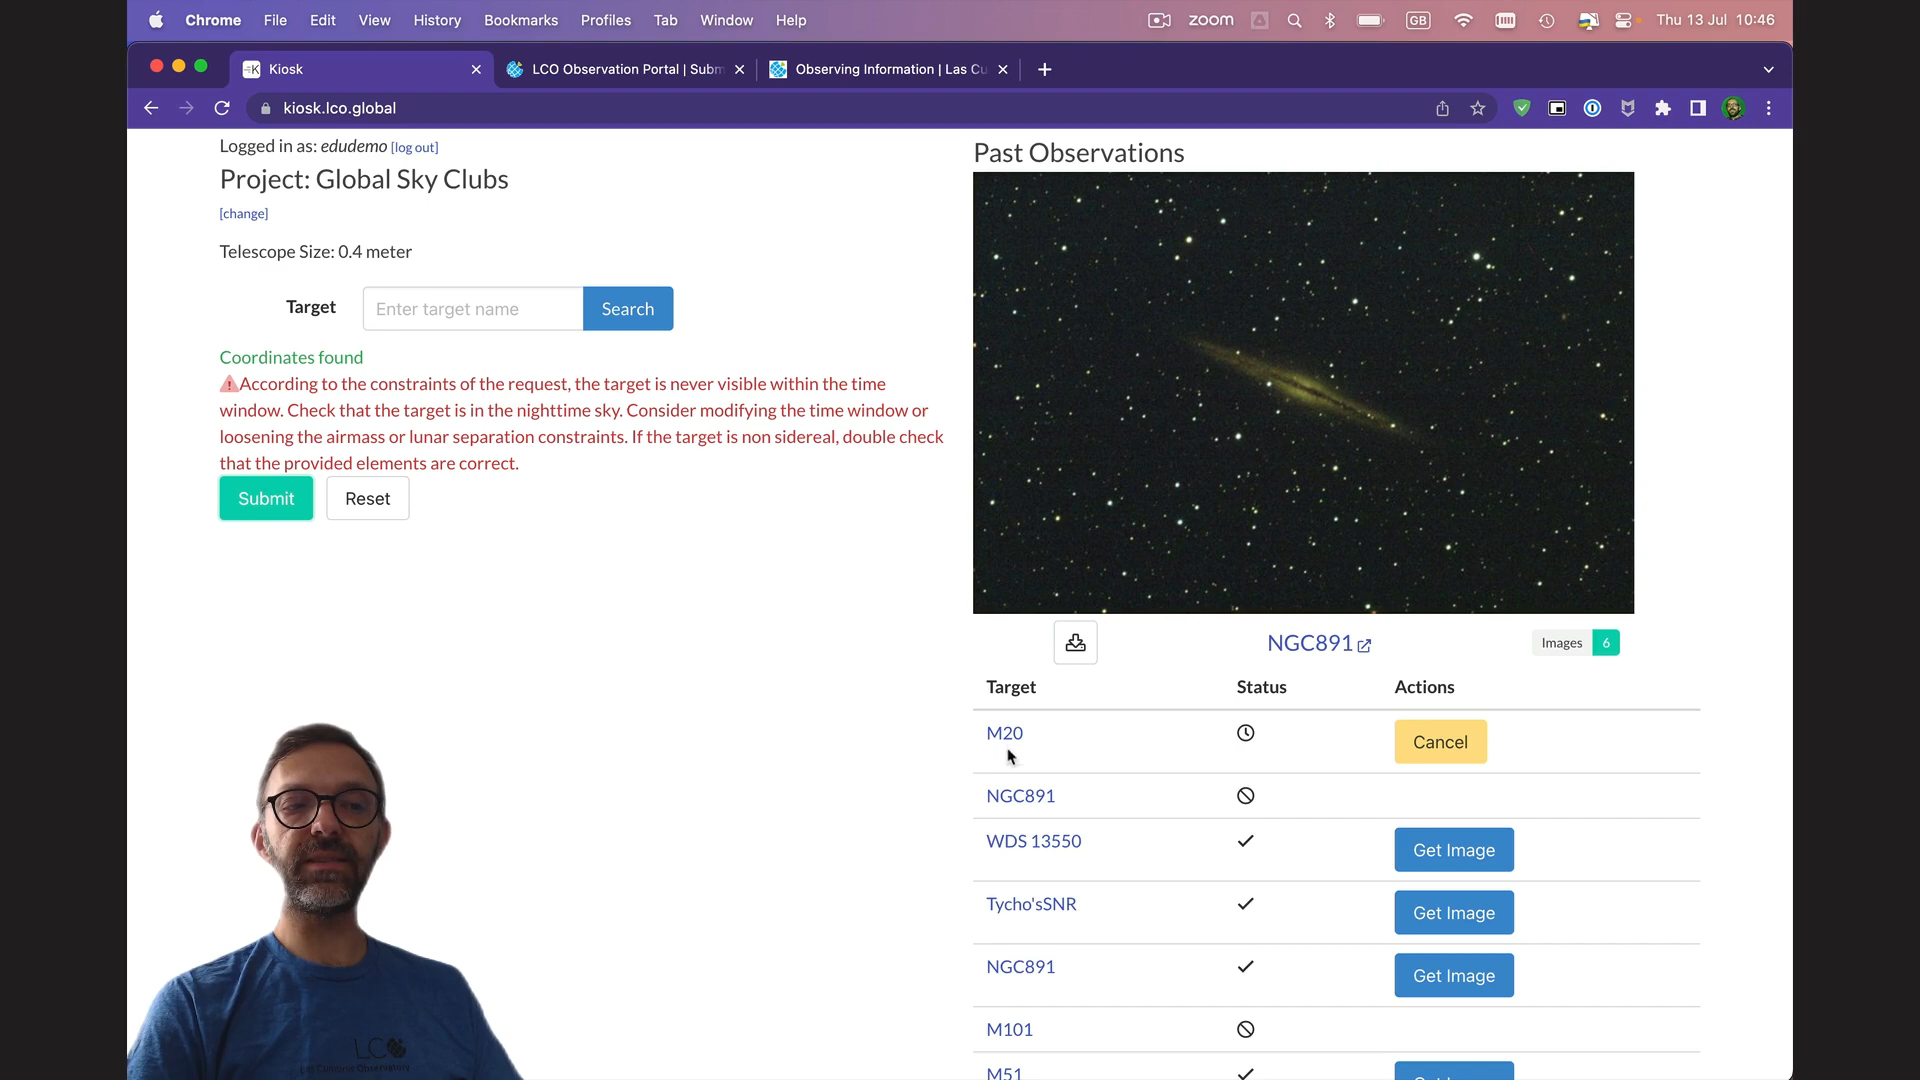 Chrome File Edit View History Bookmarks Profiles Tab Window Help zoom GB Thu 13 Jul 10:46
Kiosk LCO Observation Portal | Subm Observing Information | Las Cu
kiosk.lco.global
Logged in as: edudemo [log out]
Project: Global Sky Clubs
[change]
Telescope Size: 0.4 meter
Target Enter target name Search
Coordinates found
According to the constraints of the request, the target is never visible within the time
window. Check that the target is in the nighttime sky. Consider modifying the time window or
loosening the airmass or lunar separation constraints. If the target is non sidereal, double check
that the provided elements are correct.
Submit Reset
Past Observations
NGC891 Images 6
Target Status Actions
M20 Cancel
NGC891
WDS 13550 Get Image
Tycho'sSNR Get Image
NGC891 Get Image
M101
M51
LCO